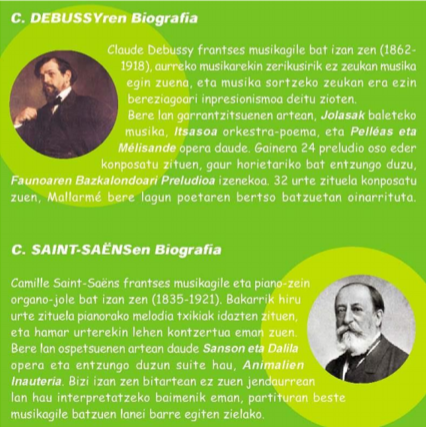 C. DEBUSSYren Biografia
Claude Debussy frantses musikagile bat izan zen (1862-
1918), aurreko musikarekin zerikusirik ez zeukan musika
egin zuena, eta musika sortzeko zeukan era ezin
bereziagoari inpresionismoa deitu zioten.
Bere lan garrantzitsuenen artean, Jolasak baleteko
musika, Itsasoa orkestra-poema, eta Pelléas eta
Mélisande opera daude. Gainera 24 preludio oso eder
konposatu zituen, gaur horietariko bat entzungo duzu,
Faunoaren Bazkalondoari Preludioa izenekoa. 32 urte zituela konposatu
zuen, Mallarmé bere lagun poetaren bertso batzuetan oinarrituta.
C. SAINT-SAËNSen Biografia
Camille Saint-Saëns frantses musikagile eta piano-zein
organo-jole bat izan zen (1835-1921). Bakarrik hiru
urte zituela pianorako melodia txikiak idazten zituen,
eta hamar urterekin lehen kontzertua eman zuen.
Bere lan ospetsuenen artean daude Sanson eta Dalila
opera eta entzungo duzun suite hau, Animalien
Inauteria. Bizi izan zen bitartean ez zuen jendaurrean
lan hau interpretatzeko baimenik eman, partituran beste
musikagile batzuen lanei barre egiten zielako.